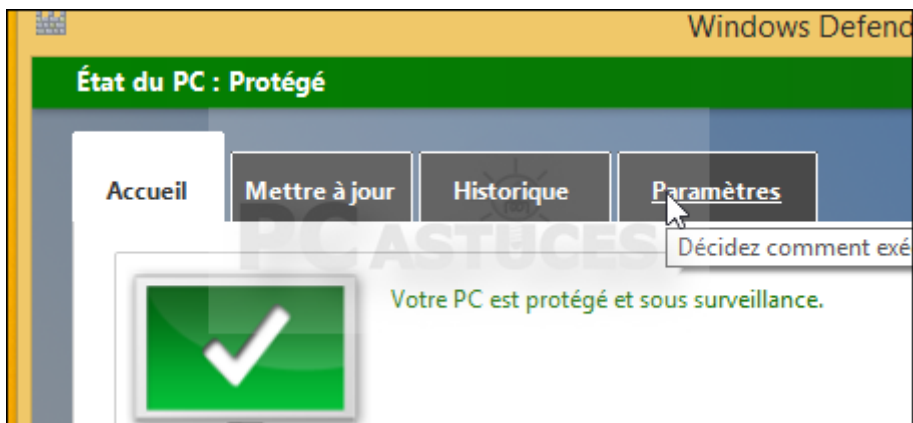 Windows Defend
État du PC : Protégé
Accueil
Mettre à jour
Historique
Paramètres
Décidez comment exé
PC ASTUCES
Votre PC est protégé et sous surveillance.